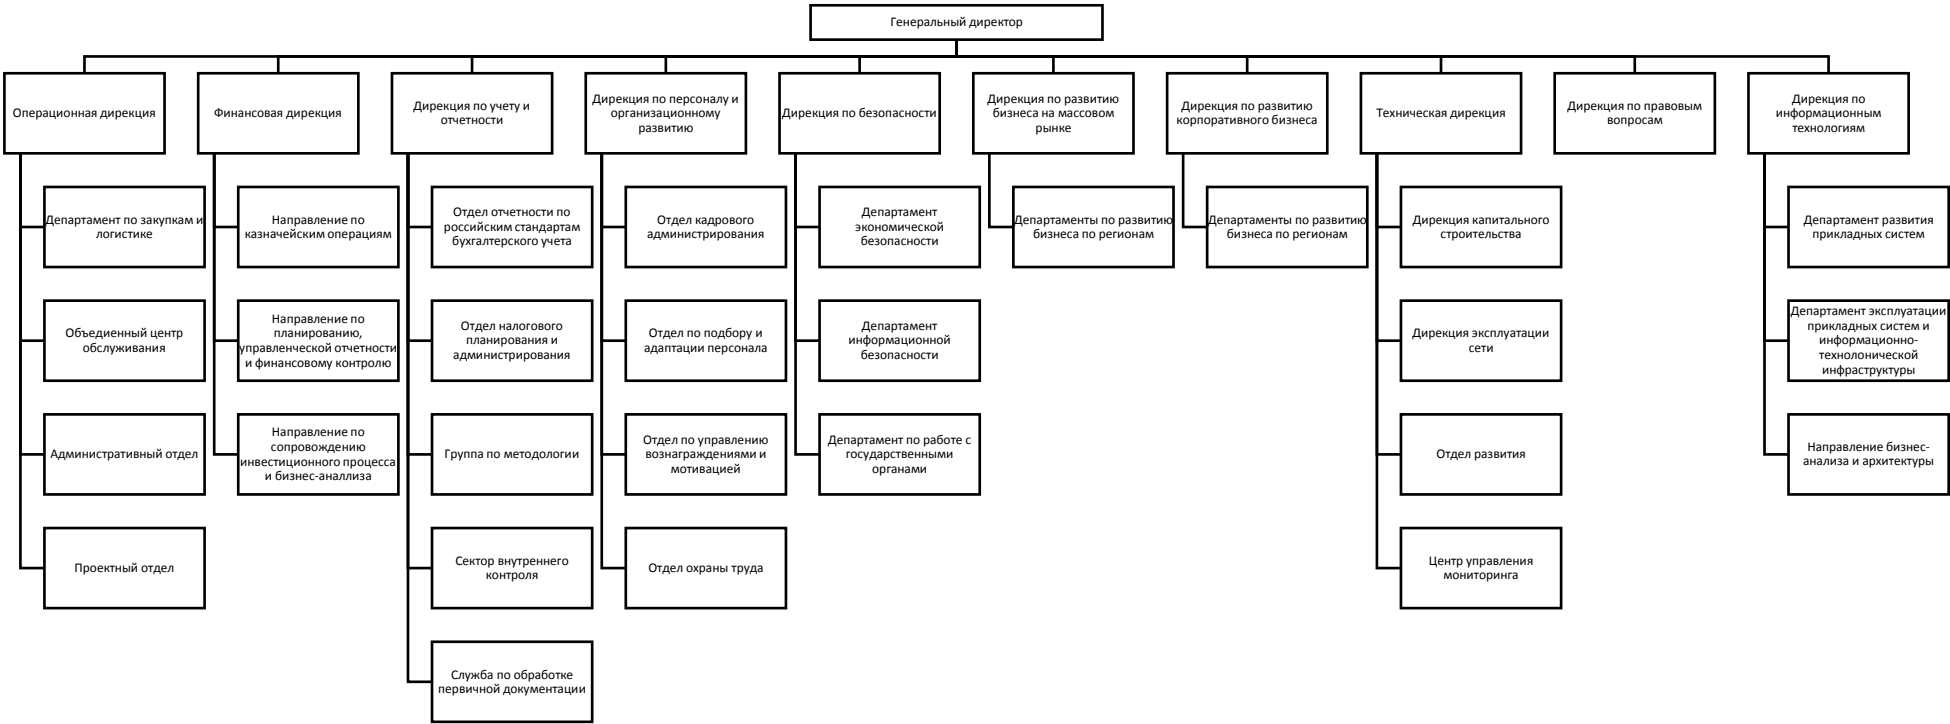 Генеральный директор
Операционная дирекция
Финансовая дирекция
Дирекция по учету и
отчетности
Дирекция по персоналу и
организационному
развитию
Дирекция по безопасности
Дирекция по развитию
бизнеса на массовом
рынке
Дирекция по развитию
корпоративного бизнеса
Техническая дирекция
Дирекция по правовым
вопросам
Дирекция по
информационным
технологиям
Департамент по закупкам и
логистике
Объедиенный центр
обслуживания
Административный отдел
Проектный отдел
Направление по
казначейским операциям
Направление по
планированию,
управленческой отчетности
и финансовому контролю
Направление по
сопровождению
инвестиционного процесса
и бизнес-аналлиза
Отдел отчетности по
российским стандартам
бухгалтерского учета
Отдел налогового
планирования и
администрирования
Группа по методологии
Сектор внутреннего
контроля
Служба по обработке
первичной документации
Отдел кадрового
администрирования
Отдел по подбору и
адаптации персонала
Отдел по управлению
вознаграждениями и
мотивацией
Отдел охраны труда
Департамент
экономической
безопасности
Департамент
информационной
безопасности
Департамент по работе с
государственными
органами
Департаменты по развитию
бизнеса по регионам
Департаменты по развитию
бизнеса по регионам
Дирекция капитального
строительства
Дирекция эксплуатации
сети
Отдел развития
Центр управления
мониторинга
Департамент развития
прикладных систем
Департамент эксплуатации
прикладных систем и
информационно-
технолонической
инфраструктуры
Направление бизнес-
анализа и архитектуры